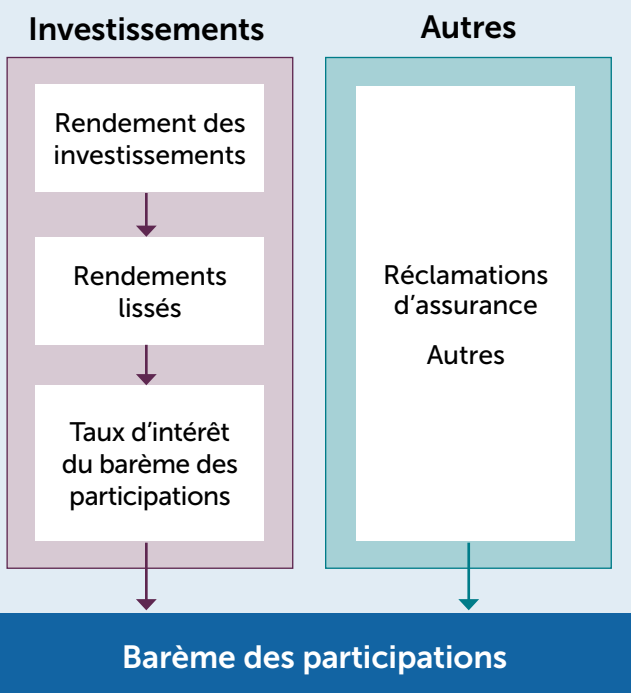 Investissements
Rendement des
investissements
Rendements
lissés
Taux d’intérêt
du barème des
participations
Autres
Réclamations
d’assurance
Autres
Barème des participations